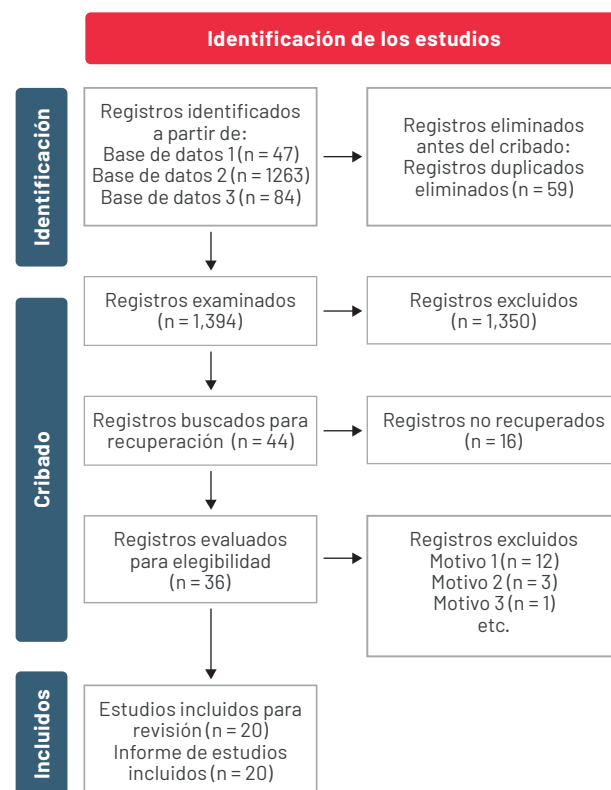 Identificación de los estudios
Identificación
Registros identificados
a partir de:
Base de datos 1 (n = 47)
Base de datos 2 (n = 1263)
Base de datos 3 (n = 84)
Registros eliminados
antes del cribado:
Registros duplicados
eliminados (n = 59)
Cribado
Registros examinados
(n = 1,394)
Registros excluidos
(n = 1,350)
Registros buscados para
recuperación (n = 44)
Registros no recuperados
(n = 16)
Registros evaluados
para elegibilidad
(n = 36)
Registros excluidos
Motivo 1 (n = 12)
Motivo 2 (n = 3)
Motivo 3 (n = 1)
etc.
Incluidos
Estudios incluidos para
revisión (n = 20)
Informe de estudios
incluidos (n = 20)